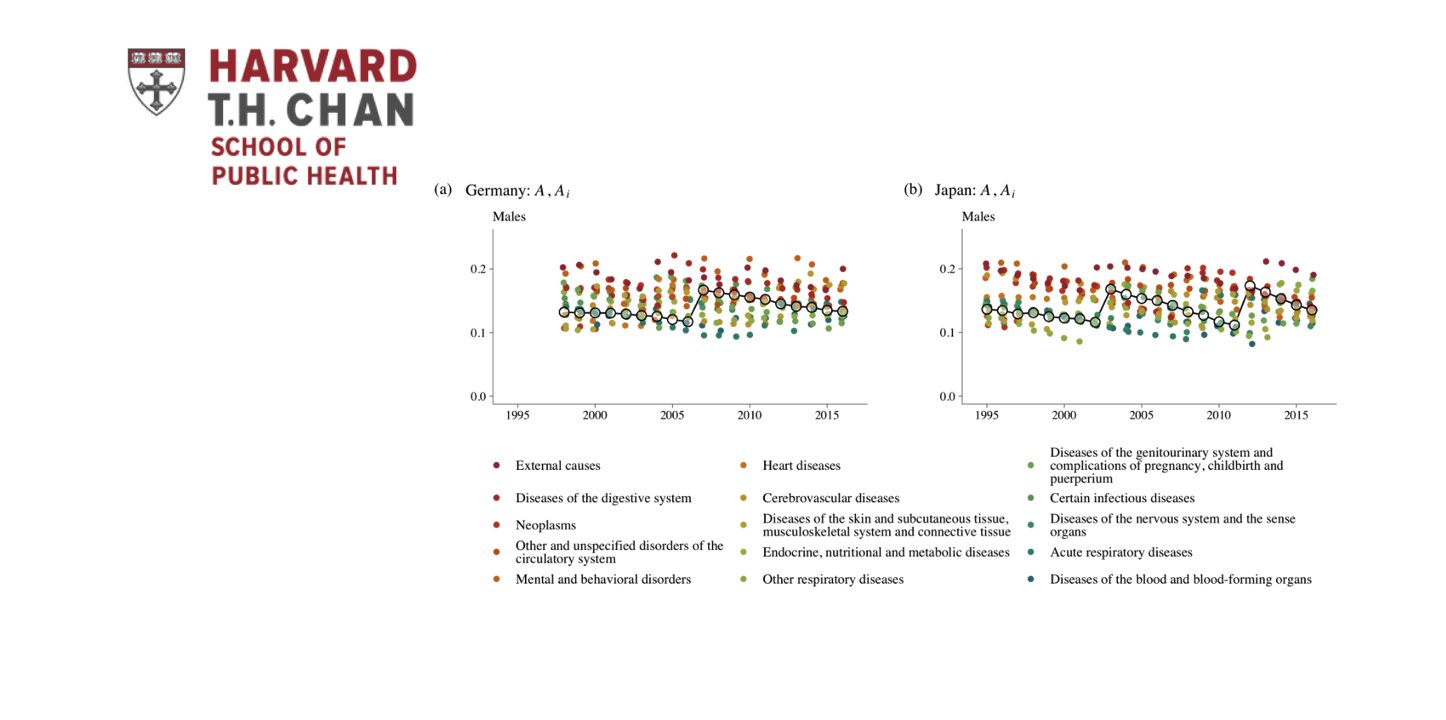 HARVARD
T.H. CHAN
SCHOOL OF
PUBLIC HEALTH
(a) Germany: A, A_i
Males
0.2
0.1
0.0
1995 2000 2005 2010 2015
(b) Japan: A, A_i
Males
0.2
0.1
0.0
1995 2000 2005 2010 2015
External causes
Diseases of the digestive system
Neoplasms
Other and unspecified disorders of the
circulatory system
Mental and behavioral disorders
Heart diseases
Cerebrovascular diseases
Diseases of the skin and subcutaneous tissue,
musculoskeletal system and connective tissue
Endocrine, nutritional and metabolic diseases
Other respiratory diseases
Diseases of the genitourinary system and
complications of pregnancy, childbirth and
puerperium
Certain infectious diseases
Diseases of the nervous system and the sense
organs
Acute respiratory diseases
Diseases of the blood and blood-forming organs